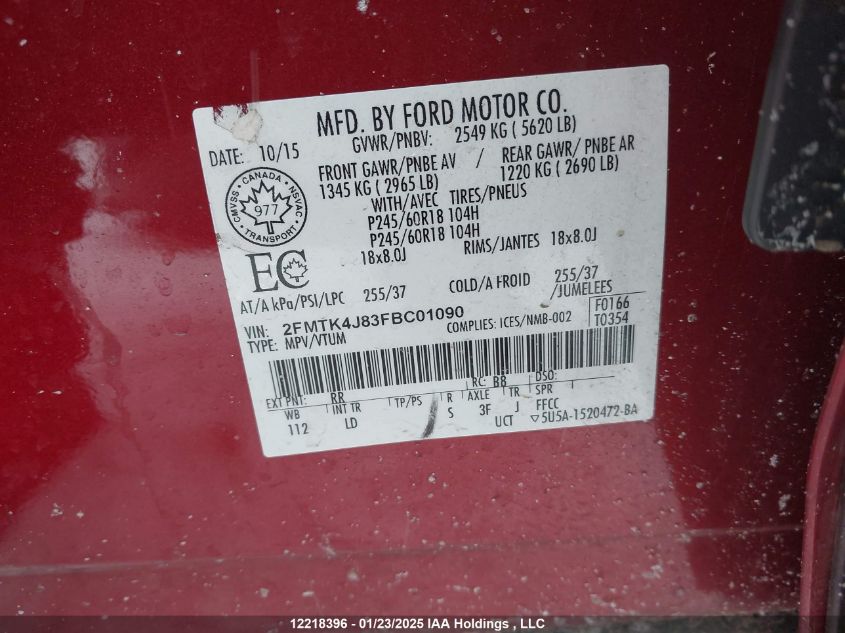 MFD. BY FORD MOTOR CO.
DATE: 10/15
GVWR/PNBV: 2549 KG ( 5620 LB)
FRONT GAWR/PNBE AV / REAR GAWR/ PNBE AR
1345 KG ( 2965 LB) 1220 KG ( 2690 LB)
WITH/AVEC TIRES/PNEUS
P245/60R18 104H
P245/60R18 104H
18x8.0J RIMS/JANTES 18x8.0J
CANADA
CMVSS NSVAC
977
TRANSPORT
EC
AT/A kPa/PSI/LPC 255/37 COLD/A FROID 255/37
/JUMELEES
VIN: 2FMTK4J83FBC01090
TYPE: MPV/VTUM
COMPLIES: ICES/NMB-002
F0166
T0354
EXT PNT: RR RC: B8 DSO:
WB INT TR TP/PS R AXLE TR SPR
112 LD S 3F J FFCC
UCT ▽5U5A-1520472-BA
12218396 - 01/23/2025 IAA Holdings , LLC